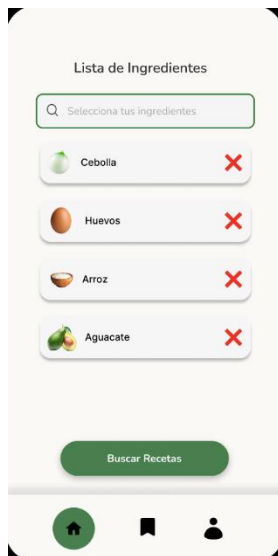 Lista de Ingredientes
Selecciona tus ingredientes
Cebolla
Huevos
Arroz
Aguacate
Buscar Recetas